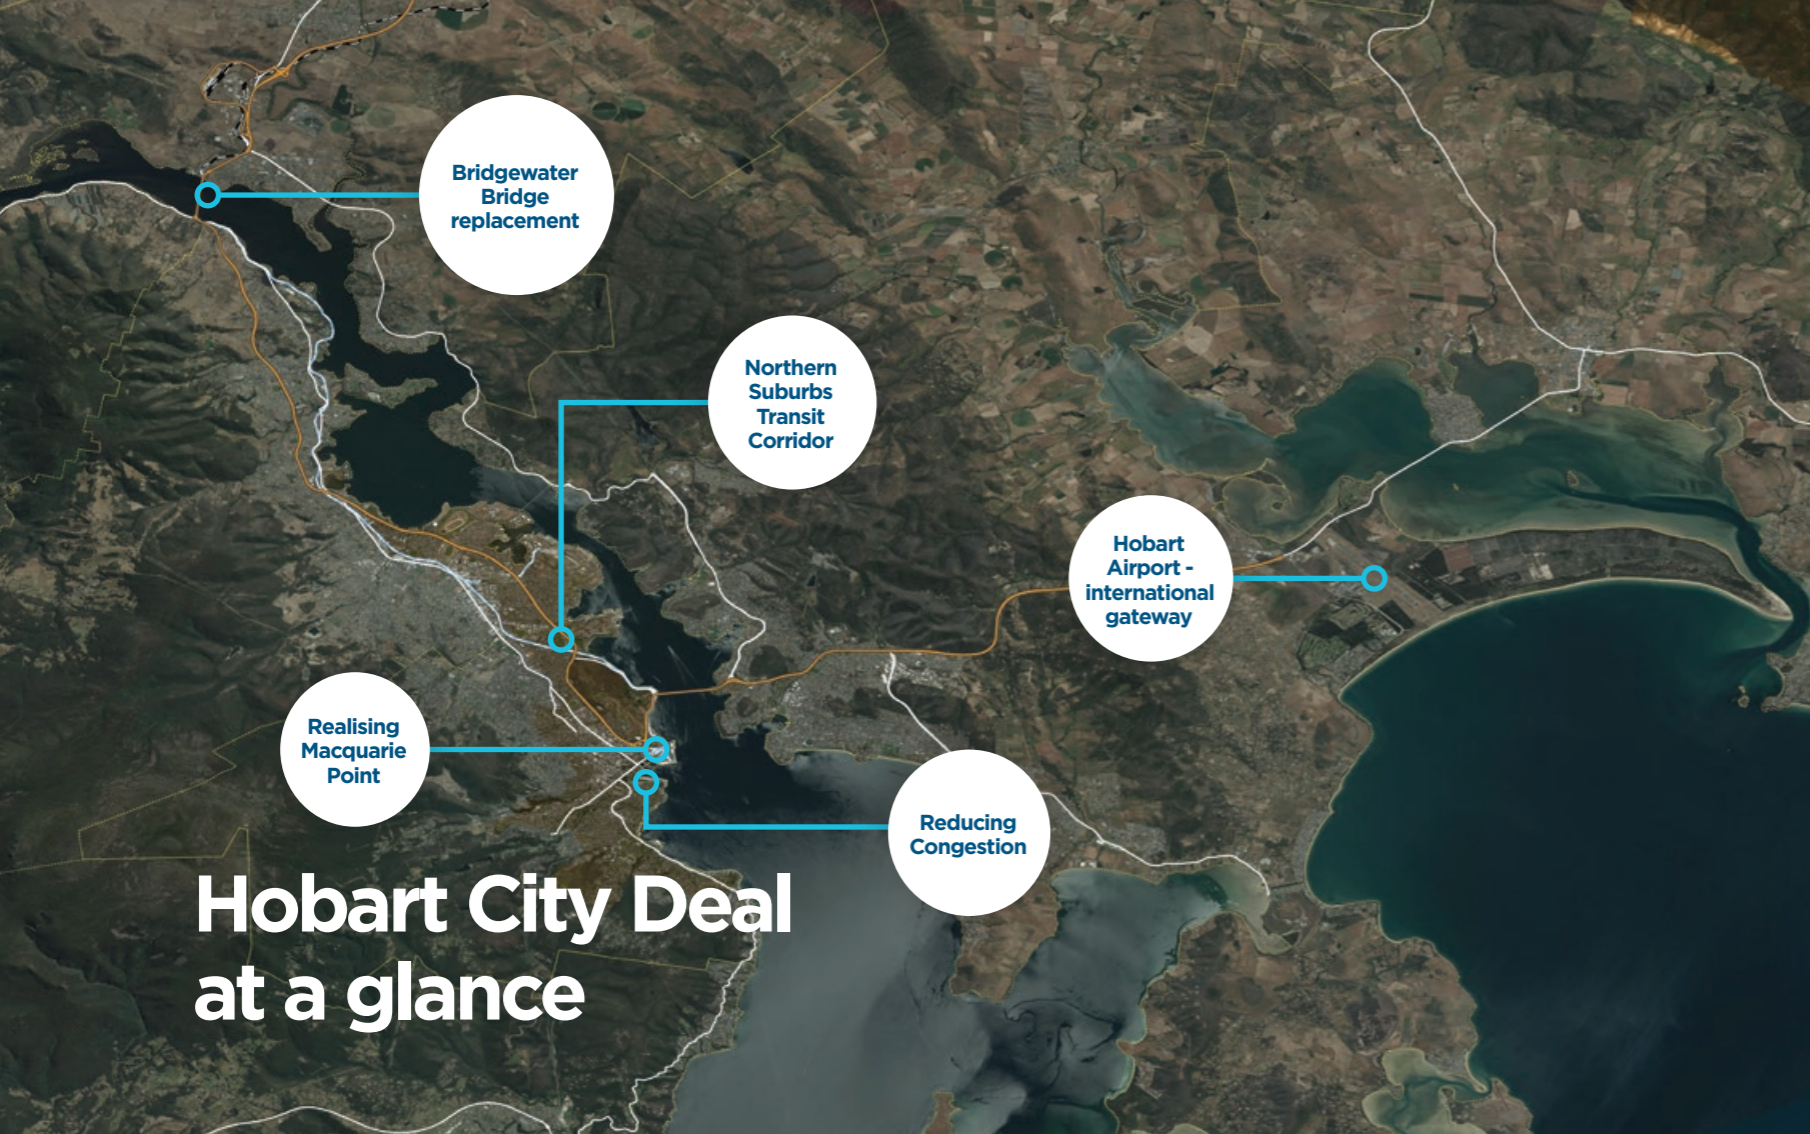 Bridgewater
Bridge
replacement
Northern
Suburbs
Transit
Corridor
Hobart
Airport -
international
gateway
Realising
Macquarie
Point
Reducing
Congestion
Hobart City Deal
at a glance